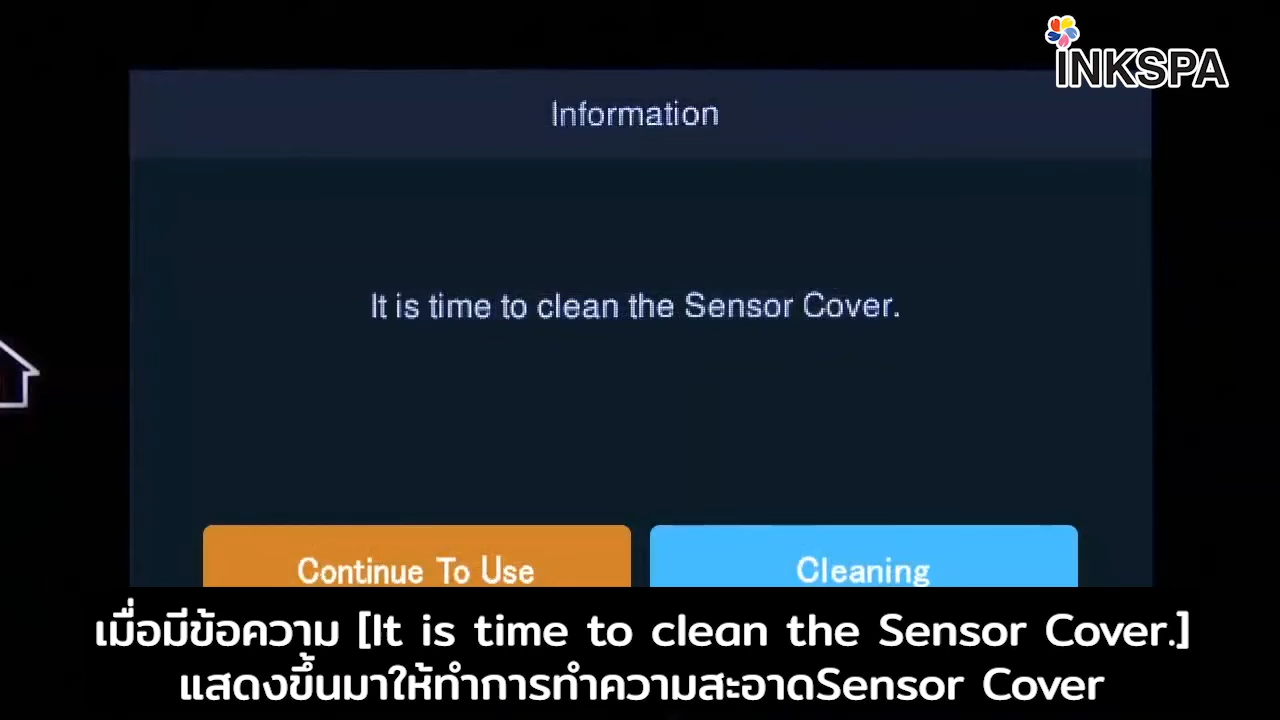 INKSPA
Information
It is time to clean the Sensor Cover.
Continue To Use
Cleaning
เมื่อมีข้อความ [It is time to clean the Sensor Cover.]
แสดงขึ้นมาให้ทำการทำความสะอาดSensor Cover